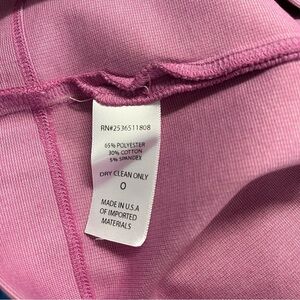 RN#2536511808
65% POLYESTER
30% COTTON
5% SPANDEX
DRY CLEAN ONLY
0
MADE IN U.S.A
OF IMPORTED
MATERIALS